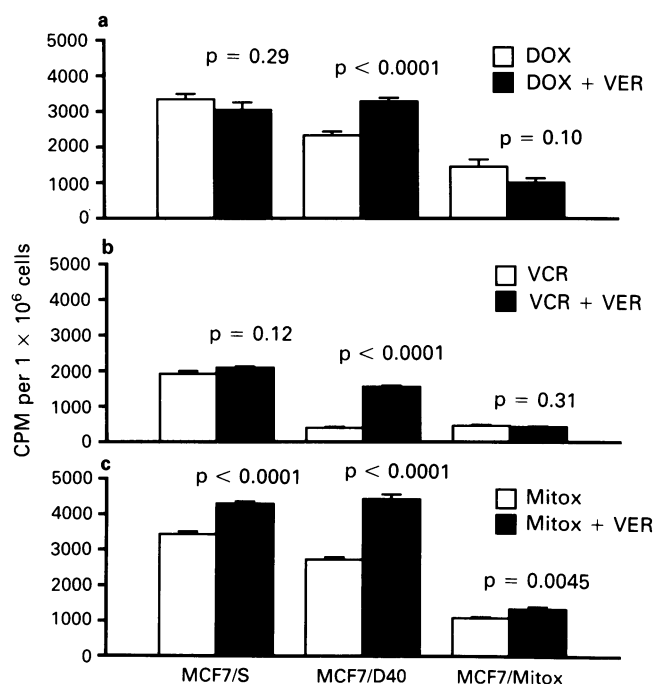 a
5000
4000
3000
2000
1000
0
p = 0.29
p < 0.0001
p = 0.10
DOX
DOX + VER
b
5000
4000
3000
2000
1000
0
p = 0.12
p < 0.0001
p = 0.31
VCR
VCR + VER
CPM per 1 × 10⁶ cells
c
5000
4000
3000
2000
1000
0
p < 0.0001
p < 0.0001
p = 0.0045
Mitox
Mitox + VER
MCF7/S MCF7/D40 MCF7/Mitox